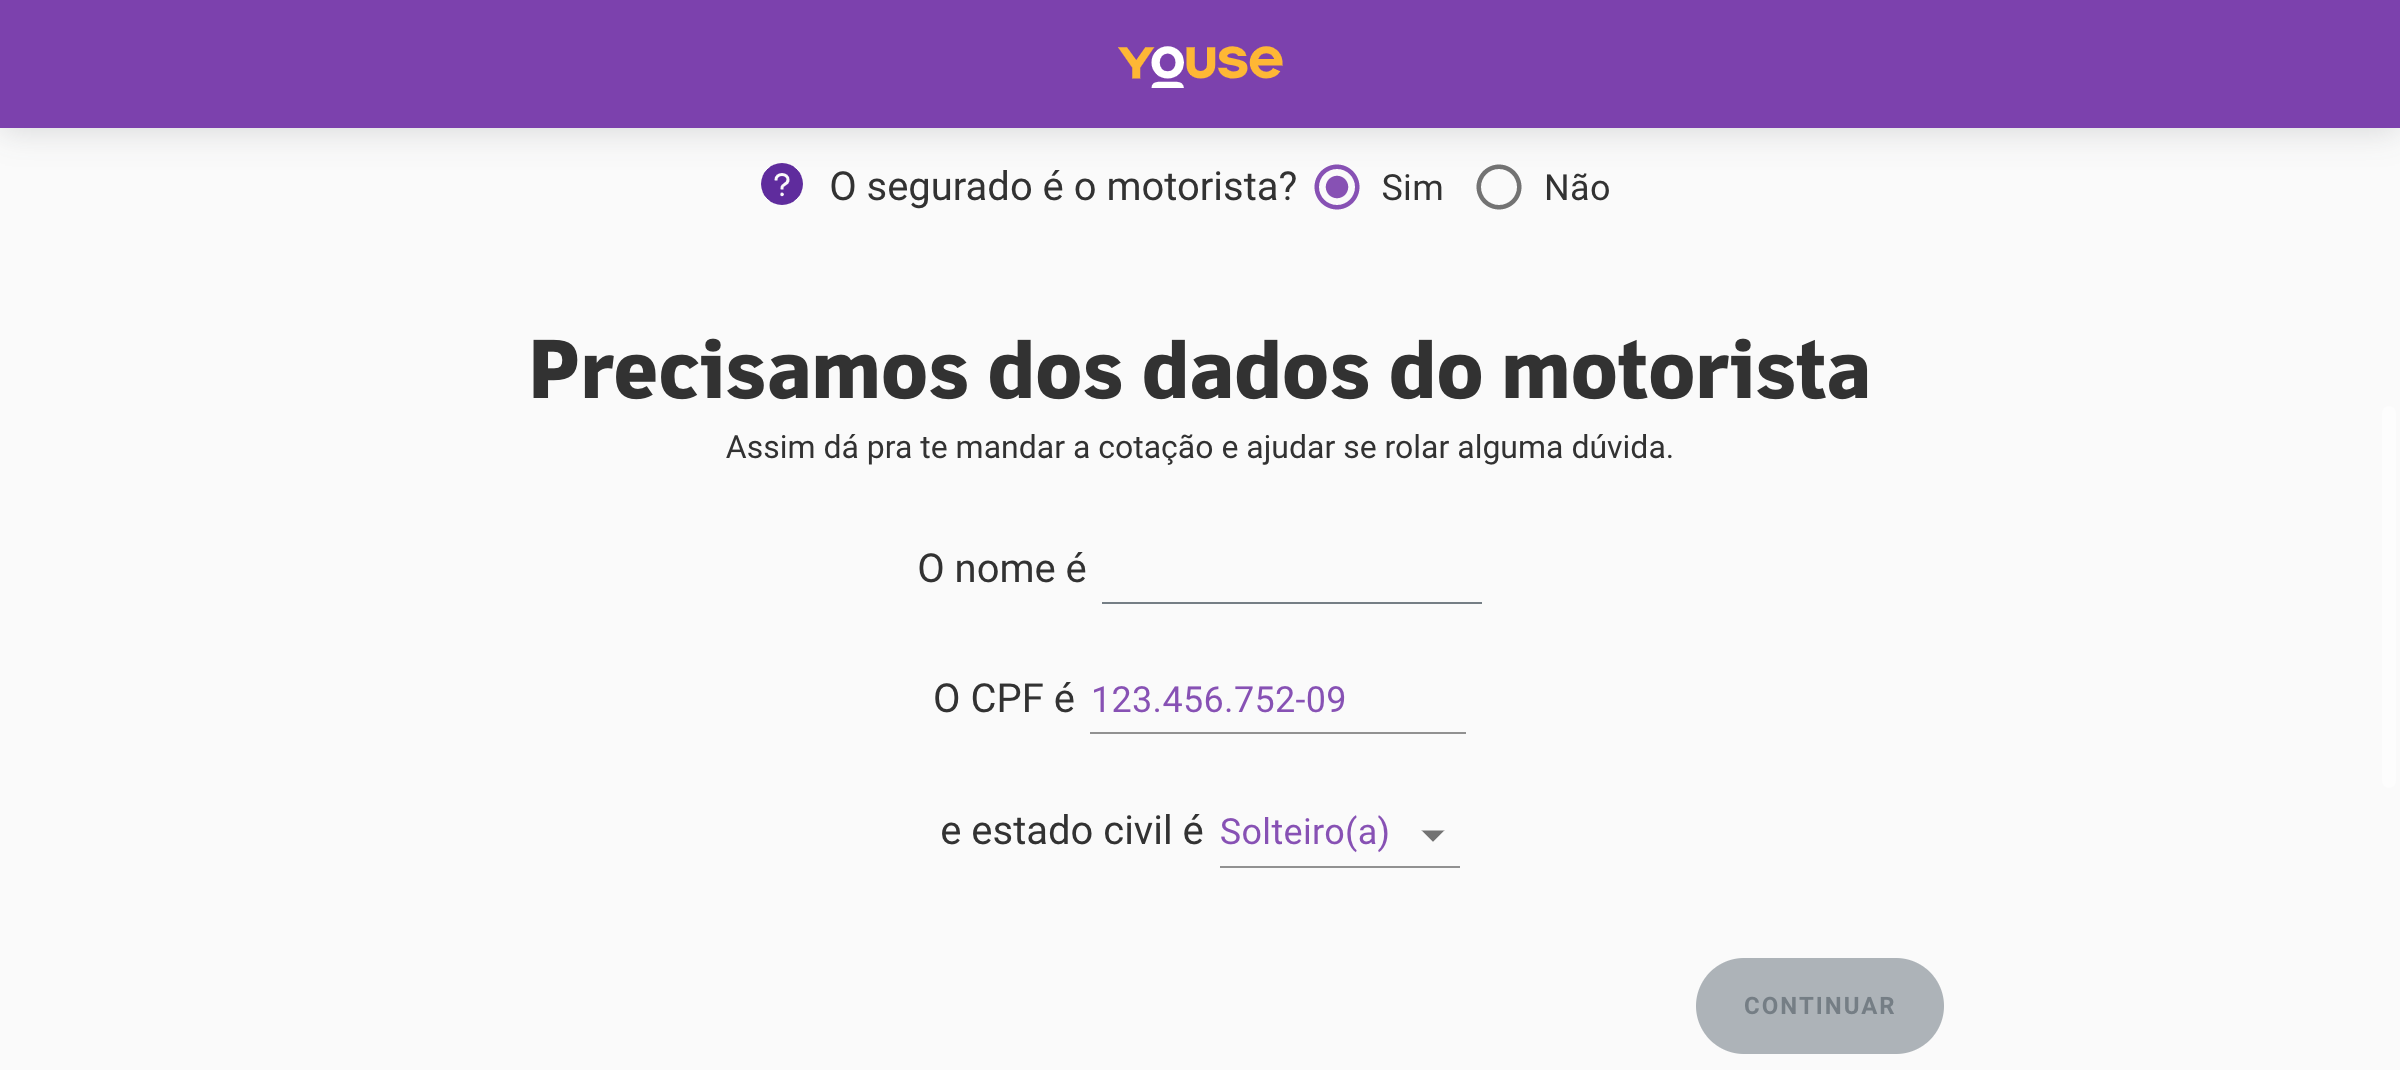 YOUSE
? O segurado é o motorista? Sim Não
Precisamos dos dados do motorista
Assim dá pra te mandar a cotação e ajudar se rolar alguma dúvida.
O nome é
O CPF é 123.456.752-09
e estado civil é Solteiro(a)
CONTINUAR